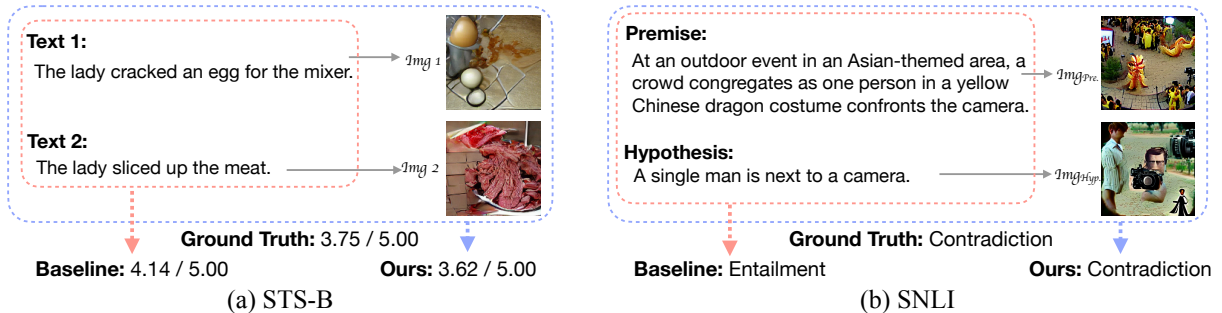 Text 1:
The lady cracked an egg for the mixer.
Img 1
Text 2:
The lady sliced up the meat.
Img 2
Ground Truth: 3.75 / 5.00
Baseline: 4.14 / 5.00
Ours: 3.62 / 5.00
(a) STS-B
Premise:
At an outdoor event in an Asian-themed area, a
crowd congregates as one person in a yellow
Chinese dragon costume confronts the camera.
ImgPre.
Hypothesis:
A single man is next to a camera.
ImgHyp.
Ground Truth: Contradiction
Baseline: Entailment
Ours: Contradiction
(b) SNLI